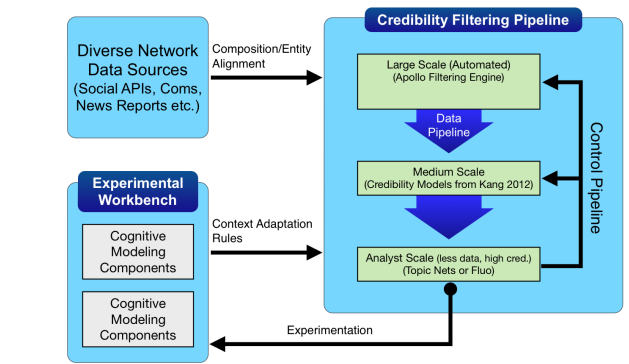 Credibility Filtering Pipeline
Diverse Network
Data Sources
(Social APIs, Coms,
News Reports etc.)
Composition/Entity
Alignment
Large Scale (Automated)
(Apollo Filtering Engine)
Data
Pipeline
Medium Scale
(Credibility Models from Kang 2012)
Control Pipeline
Experimental
Workbench
Cognitive
Modeling
Components
Context Adaptation
Rules
Analyst Scale (less data, high cred.)
(Topic Nets or Fluo)
Cognitive
Modeling
Components
Experimentation